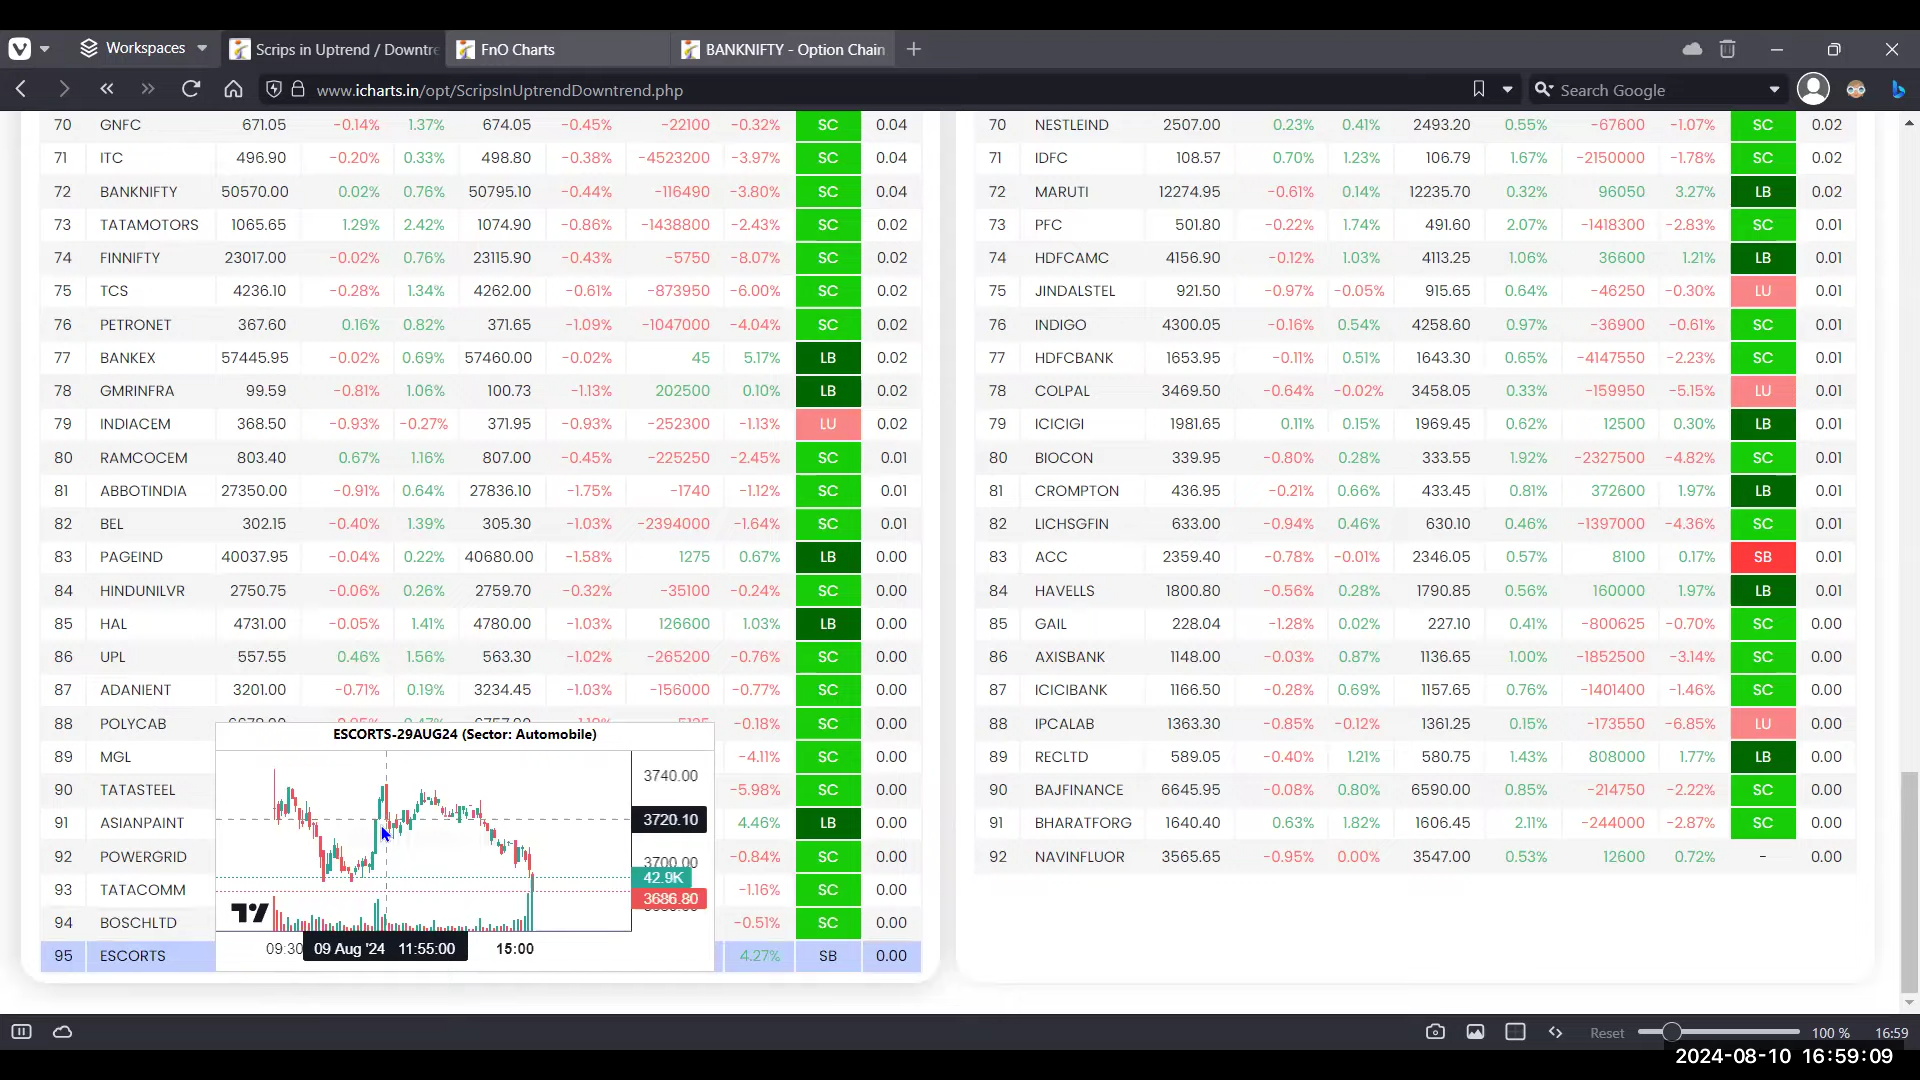 Workspaces
Scrips in Uptrend / Downtre
FnO Charts
BANKNIFTY - Option Chain
www.icharts.in/opt/ScripsInUptrendDowntrend.php
Search Google
70 GNFC 671.05 -0.14% 1.37% 674.05 -0.45% -22100 -0.32% SC 0.04
71 ITC 496.90 -0.20% 0.33% 498.80 -0.38% -4523200 -3.97% SC 0.04
72 BANKNIFTY 50570.00 0.02% 0.76% 50795.10 -0.44% -116490 -3.80% SC 0.04
73 TATAMOTORS 1065.65 1.29% 2.42% 1074.90 -0.86% -1438800 -2.43% SC 0.02
74 FINNIFTY 23017.00 -0.02% 0.76% 23115.90 -0.43% -5750 -8.07% SC 0.02
75 TCS 4236.10 -0.28% 1.34% 4262.00 -0.61% -873950 -6.00% SC 0.02
76 PETRONET 367.60 0.16% 0.82% 371.65 -1.09% -1047000 -4.04% SC 0.02
77 BANKEX 57445.95 -0.02% 0.69% 57460.00 -0.02% 45 5.17% LB 0.02
78 GMRINFRA 99.59 -0.81% 1.06% 100.73 -1.13% 202500 0.10% LB 0.02
79 INDIACEM 368.50 -0.93% -0.27% 371.95 -0.93% -252300 -1.13% LU 0.02
80 RAMCOCEM 803.40 0.67% 1.16% 807.00 -0.45% -225250 -2.45% SC 0.01
81 ABBOTINDIA 27350.00 -0.91% 0.64% 27836.10 -1.75% -1740 -1.12% SC 0.01
82 BEL 302.15 -0.40% 1.39% 305.30 -1.03% -2394000 -1.64% SC 0.01
83 PAGEIND 40037.95 -0.04% 0.22% 40680.00 -1.58% 1275 0.67% LB 0.00
84 HINDUNILVR 2750.75 -0.06% 0.26% 2759.70 -0.32% -35100 -0.24% SC 0.00
85 HAL 4731.00 -0.05% 1.41% 4780.00 -1.03% 126600 1.03% LB 0.00
86 UPL 557.55 0.46% 1.56% 563.30 -1.02% -265200 -0.76% SC 0.00
87 ADANIENT 3201.00 -0.71% 0.19% 3234.45 -1.03% -156000 -0.77% SC 0.00
88 POLYCAB -0.18% SC 0.00
89 MGL -4.11% SC 0.00
90 TATASTEEL -5.98% SC 0.00
91 ASIANPAINT 4.46% LB 0.00
92 POWERGRID -0.84% SC 0.00
93 TATACOMM -1.16% SC 0.00
94 BOSCHLTD -0.51% SC 0.00
95 ESCORTS 4.27% SB 0.00
ESCORTS-29AUG24 (Sector: Automobile)
3740.00
3720.10
3700.00
42.9K
3686.80
09:30 09 Aug '24 11:55:00 15:00
70 NESTLEIND 2507.00 0.23% 0.41% 2493.20 0.55% -67600 -1.07% SC 0.02
71 IDFC 108.57 0.70% 1.23% 106.79 1.67% -2150000 -1.78% SC 0.02
72 MARUTI 12274.95 -0.61% 0.14% 12235.70 0.32% 96050 3.27% LB 0.02
73 PFC 501.80 -0.22% 1.74% 491.60 2.07% -1418300 -2.83% SC 0.01
74 HDFCAMC 4156.90 -0.12% 1.03% 4113.25 1.06% 36600 1.21% LB 0.01
75 JINDALSTEL 921.50 -0.97% -0.05% 915.65 0.64% -46250 -0.30% LU 0.01
76 INDIGO 4300.05 -0.16% 0.54% 4258.60 0.97% -36900 -0.61% SC 0.01
77 HDFCBANK 1653.95 -0.11% 0.51% 1643.30 0.65% -4147550 -2.23% SC 0.01
78 COLPAL 3469.50 -0.64% -0.02% 3458.05 0.33% -159950 -5.15% LU 0.01
79 ICICIGI 1981.65 0.11% 0.15% 1969.45 0.62% 12500 0.30% LB 0.01
80 BIOCON 339.95 -0.80% 0.28% 333.55 1.92% -2327500 -4.82% SC 0.01
81 CROMPTON 436.95 -0.21% 0.66% 433.45 0.81% 372600 1.97% LB 0.01
82 LICHSGFIN 633.00 -0.94% 0.46% 630.10 0.46% -1397000 -4.36% SC 0.01
83 ACC 2359.40 -0.78% -0.01% 2346.05 0.57% 8100 0.17% SB 0.01
84 HAVELLS 1800.80 -0.56% 0.28% 1790.85 0.56% 160000 1.97% LB 0.01
85 GAIL 228.04 -1.28% 0.02% 227.10 0.41% -800625 -0.70% SC 0.00
86 AXISBANK 1148.00 -0.03% 0.87% 1136.65 1.00% -1852500 -3.14% SC 0.00
87 ICICIBANK 1166.50 -0.28% 0.69% 1157.65 0.76% -1401400 -1.46% SC 0.00
88 IPCALAB 1363.30 -0.85% -0.12% 1361.25 0.15% -173550 -6.85% LU 0.00
89 RECLTD 589.05 -0.40% 1.21% 580.75 1.43% 808000 1.77% LB 0.00
90 BAJFINANCE 6645.95 -0.08% 0.80% 6590.00 0.85% -214750 -2.22% SC 0.00
91 BHARATFORG 1640.40 0.63% 1.82% 1606.45 2.11% -244000 -2.87% SC 0.00
92 NAVINFLUOR 3565.65 -0.95% 0.00% 3547.00 0.53% 12600 0.72% - 0.00
Reset 100 % 16:59
2024-08-10 16:59:09